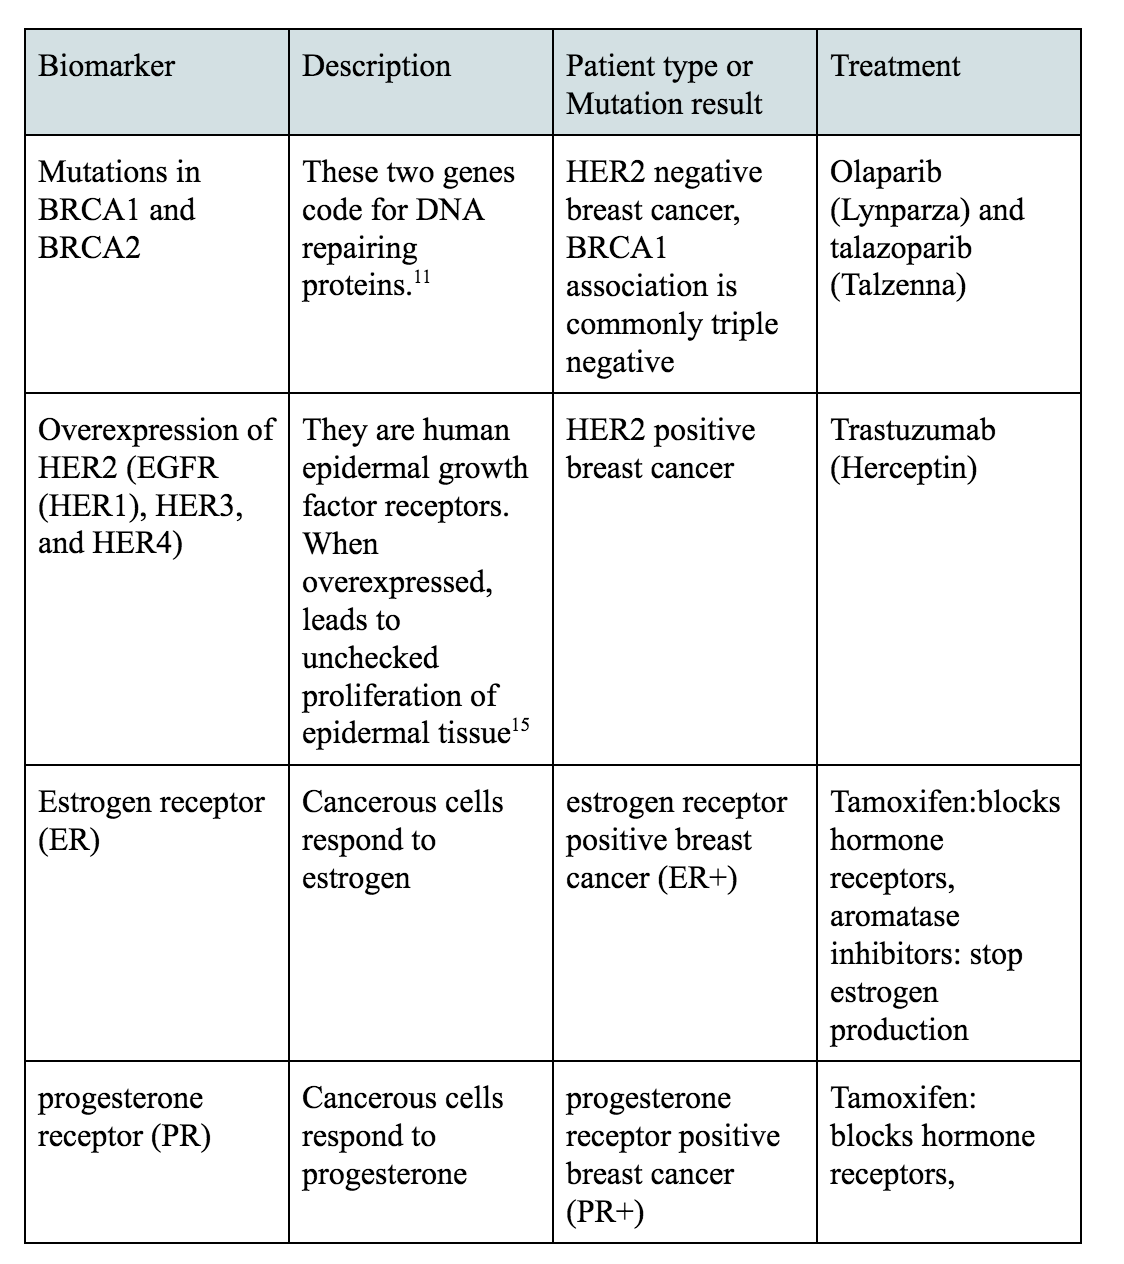 Biomarker
Description
Patient type or
Mutation result
Treatment
Mutations in
BRCA1 and
BRCA2
These two genes
code for DNA
repairing
proteins.¹¹
HER2 negative
breast cancer,
BRCA1
association is
commonly triple
negative
Olaparib
(Lynparza) and
talazoparib
(Talzenna)
Overexpression of
HER2 (EGFR
(HER1), HER3,
and HER4)
They are human
epidermal growth
factor receptors.
When
overexpressed,
leads to
unchecked
proliferation of
epidermal tissue¹⁵
HER2 positive
breast cancer
Trastuzumab
(Herceptin)
Estrogen receptor
(ER)
Cancerous cells
respond to
estrogen
estrogen receptor
positive breast
cancer (ER+)
Tamoxifen:blocks
hormone
receptors,
aromatase
inhibitors: stop
estrogen
production
progesterone
receptor (PR)
Cancerous cells
respond to
progesterone
progesterone
receptor positive
breast cancer
(PR+)
Tamoxifen:
blocks hormone
receptors,